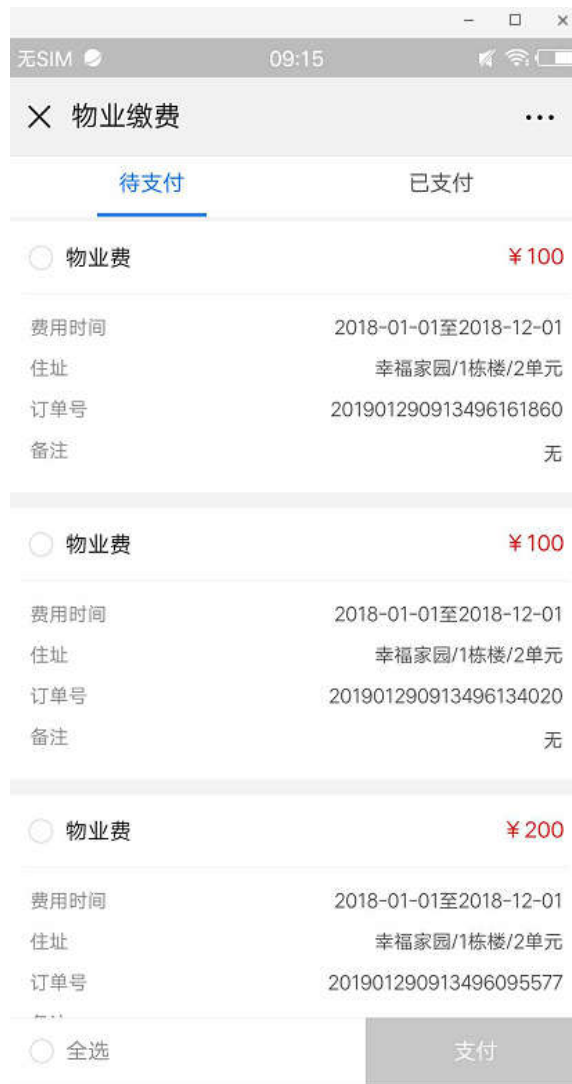 无SIM 09:15
物业缴费
待支付 已支付
物业费 ¥100
费用时间 2018-01-01至2018-12-01
住址 幸福家园/1栋楼/2单元
订单号 201901290913496161860
备注 无
物业费 ¥100
费用时间 2018-01-01至2018-12-01
住址 幸福家园/1栋楼/2单元
订单号 201901290913496134020
备注 无
物业费 ¥200
费用时间 2018-01-01至2018-12-01
住址 幸福家园/1栋楼/2单元
订单号 201901290913496095577
全选 支付